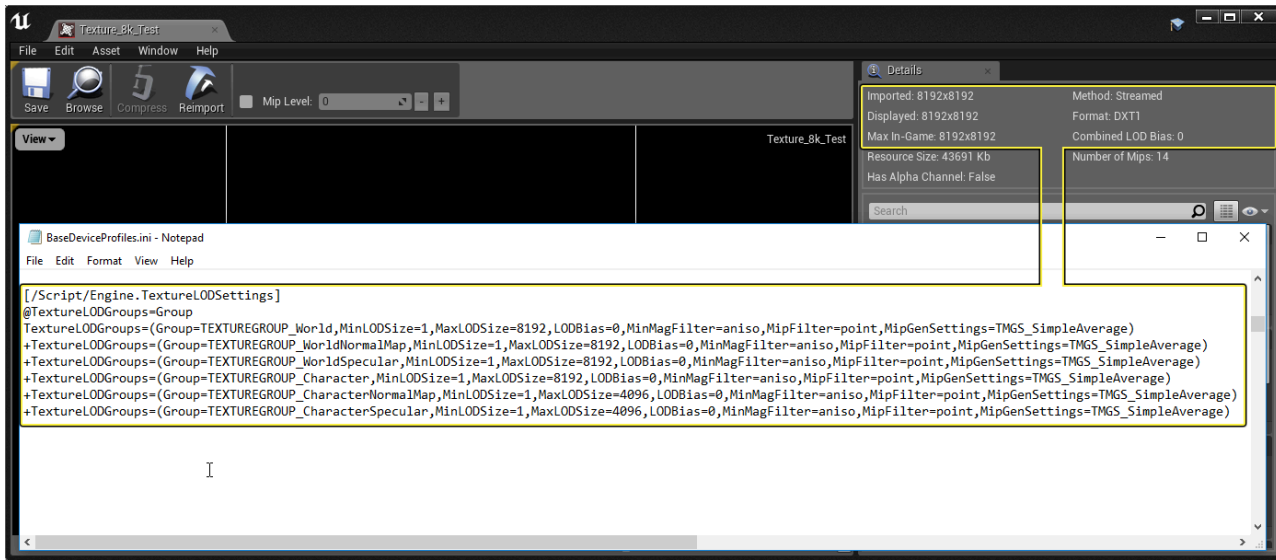 Texture_8k_Test
File Edit Asset Window Help
Save Browse Compress Reimport
Mip Level: 0
View
Texture_8k_Test
Details
Imported: 8192x8192 Method: Streamed
Displayed: 8192x8192 Format: DXT1
Max In-Game: 8192x8192 Combined LOD Bias: 0
Resource Size: 43691 Kb Number of Mips: 14
Has Alpha Channel: False
Search
BaseDeviceProfiles.ini - Notepad
File Edit Format View Help
[/Script/Engine.TextureLODSettings]
@TextureLODGroups=Group
TextureLODGroups=(Group=TEXTUREGROUP_World,MinLODSize=1,MaxLODSize=8192,LODBias=0,MinMagFilter=aniso,MipFilter=point,MipGenSettings=TMGS_SimpleAverage)
+TextureLODGroups=(Group=TEXTUREGROUP_WorldNormalMap,MinLODSize=1,MaxLODSize=8192,LODBias=0,MinMagFilter=aniso,MipFilter=point,MipGenSettings=TMGS_SimpleAverage)
+TextureLODGroups=(Group=TEXTUREGROUP_WorldSpecular,MinLODSize=1,MaxLODSize=8192,LODBias=0,MinMagFilter=aniso,MipFilter=point,MipGenSettings=TMGS_SimpleAverage)
+TextureLODGroups=(Group=TEXTUREGROUP_Character,MinLODSize=1,MaxLODSize=8192,LODBias=0,MinMagFilter=aniso,MipFilter=point,MipGenSettings=TMGS_SimpleAverage)
+TextureLODGroups=(Group=TEXTUREGROUP_CharacterNormalMap,MinLODSize=1,MaxLODSize=4096,LODBias=0,MinMagFilter=aniso,MipFilter=point,MipGenSettings=TMGS_SimpleAverage)
+TextureLODGroups=(Group=TEXTUREGROUP_CharacterSpecular,MinLODSize=1,MaxLODSize=4096,LODBias=0,MinMagFilter=aniso,MipFilter=point,MipGenSettings=TMGS_SimpleAverage)